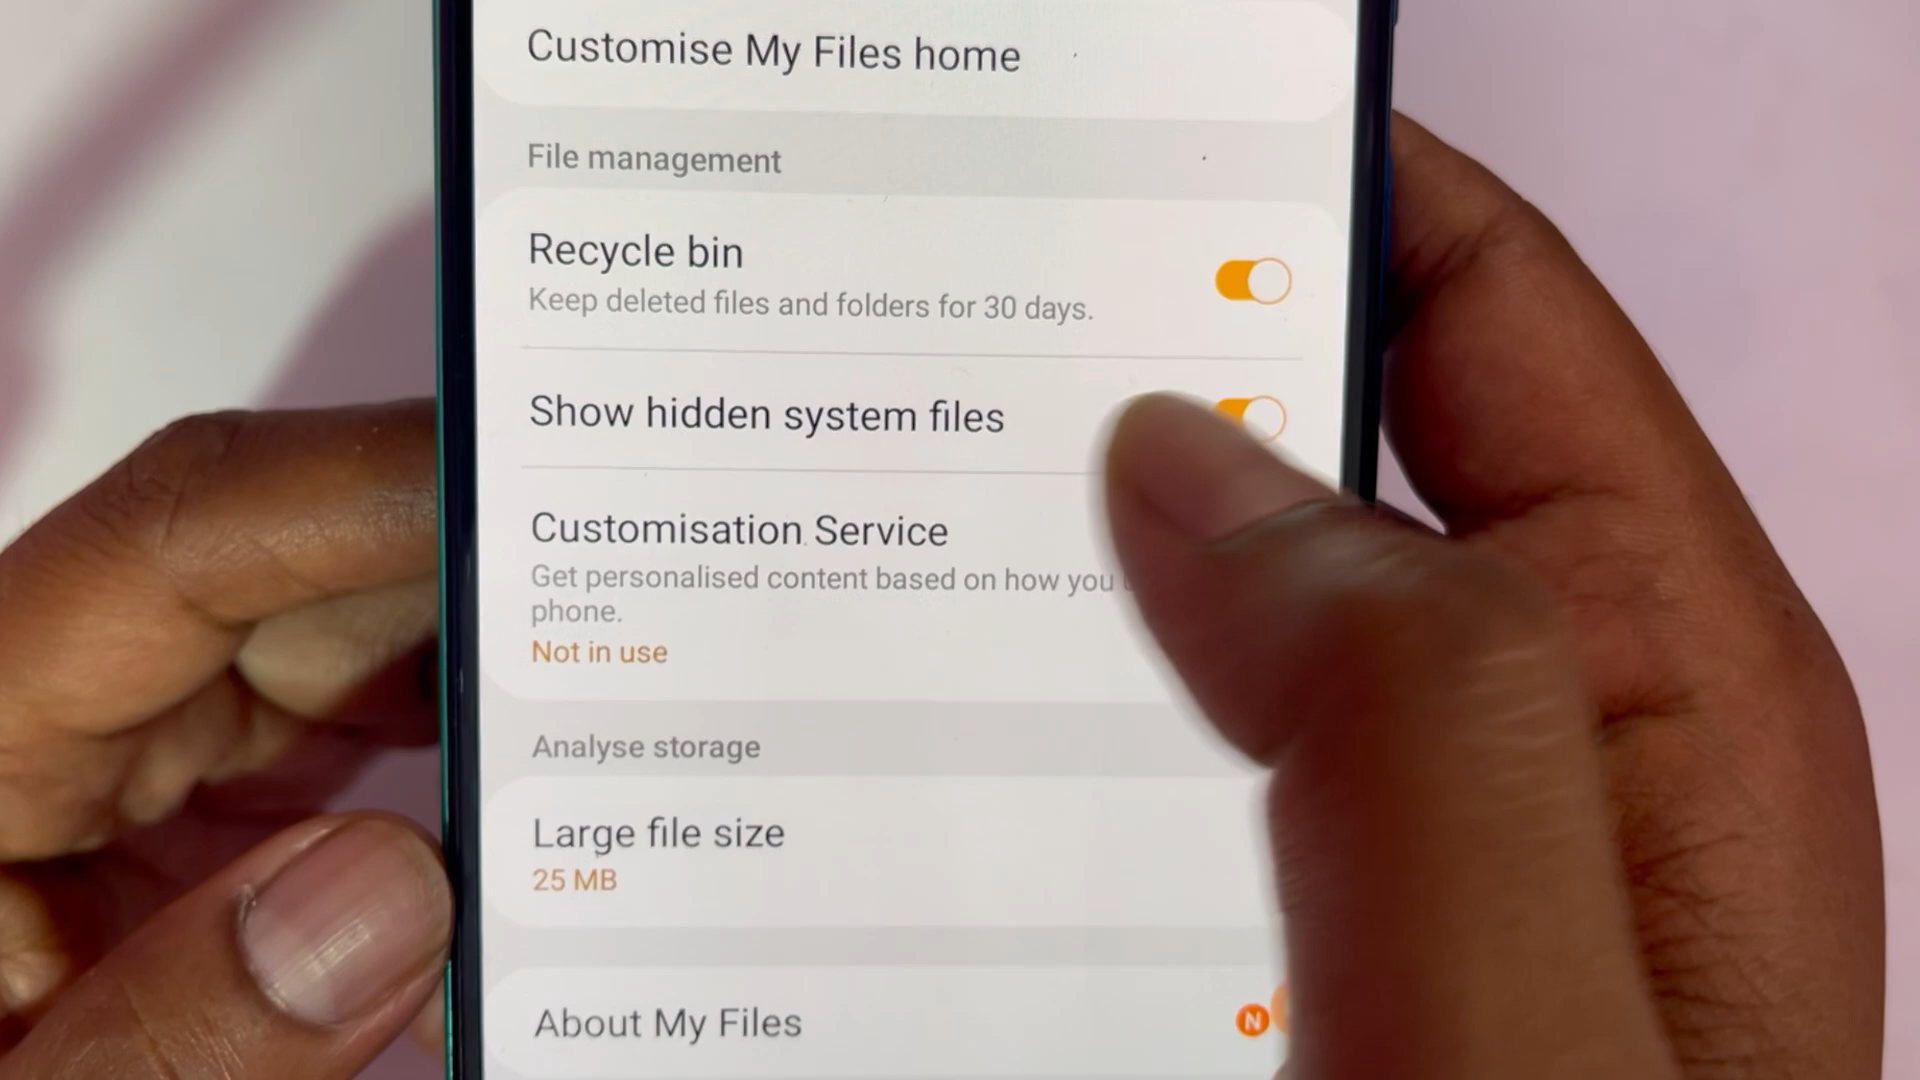 Customise My Files home
File management
Recycle bin
Keep deleted files and folders for 30 days.
Show hidden system files
Customisation Service
Get personalised content based on how you
phone.
Not in use
Analyse storage
Large file size
25 MB
About My Files
N